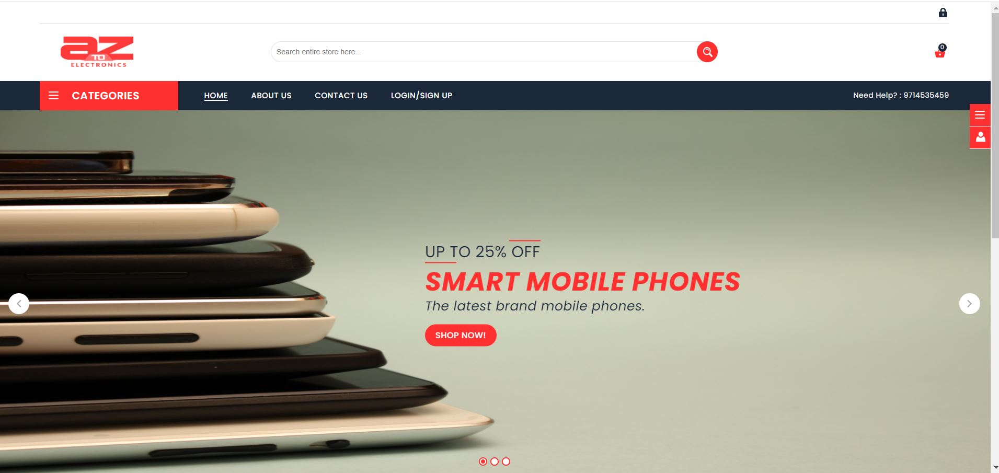 az
TO
ELECTRONICS
Search entire store here...
0
CATEGORIES
HOME
ABOUT US
CONTACT US
LOGIN/SIGN UP
Need Help? : 9714535459
UP TO 25% OFF
SMART MOBILE PHONES
The latest brand mobile phones.
SHOP NOW!